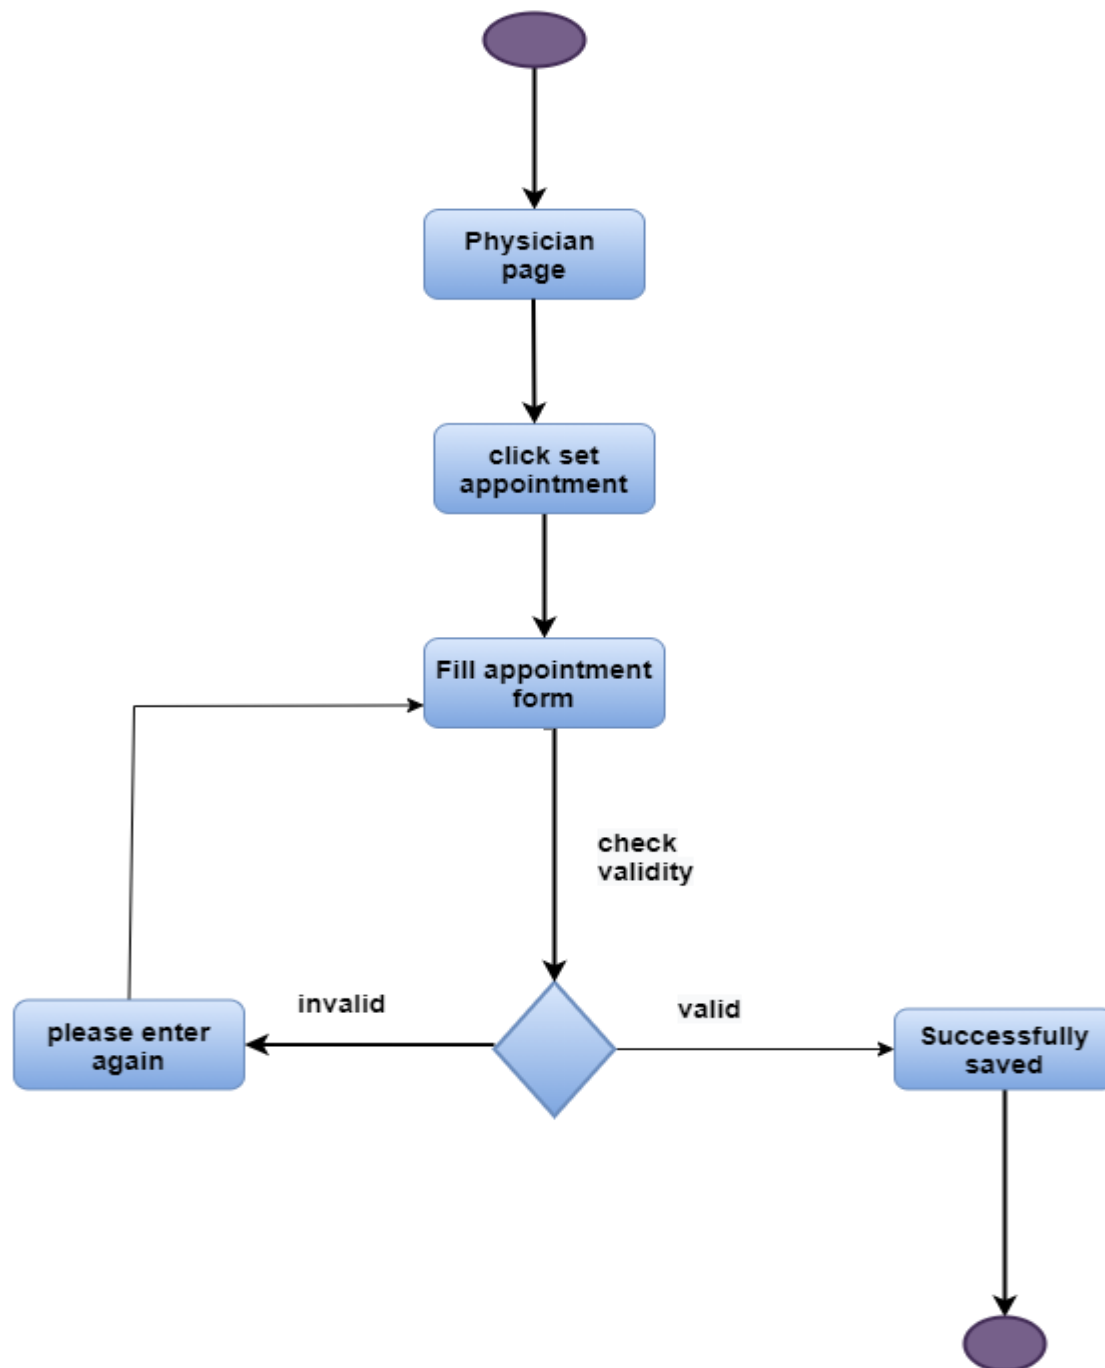 Physician
page
click set
appointment
Fill appointment
form
check
validity
invalid
valid
please enter
again
Successfully
saved